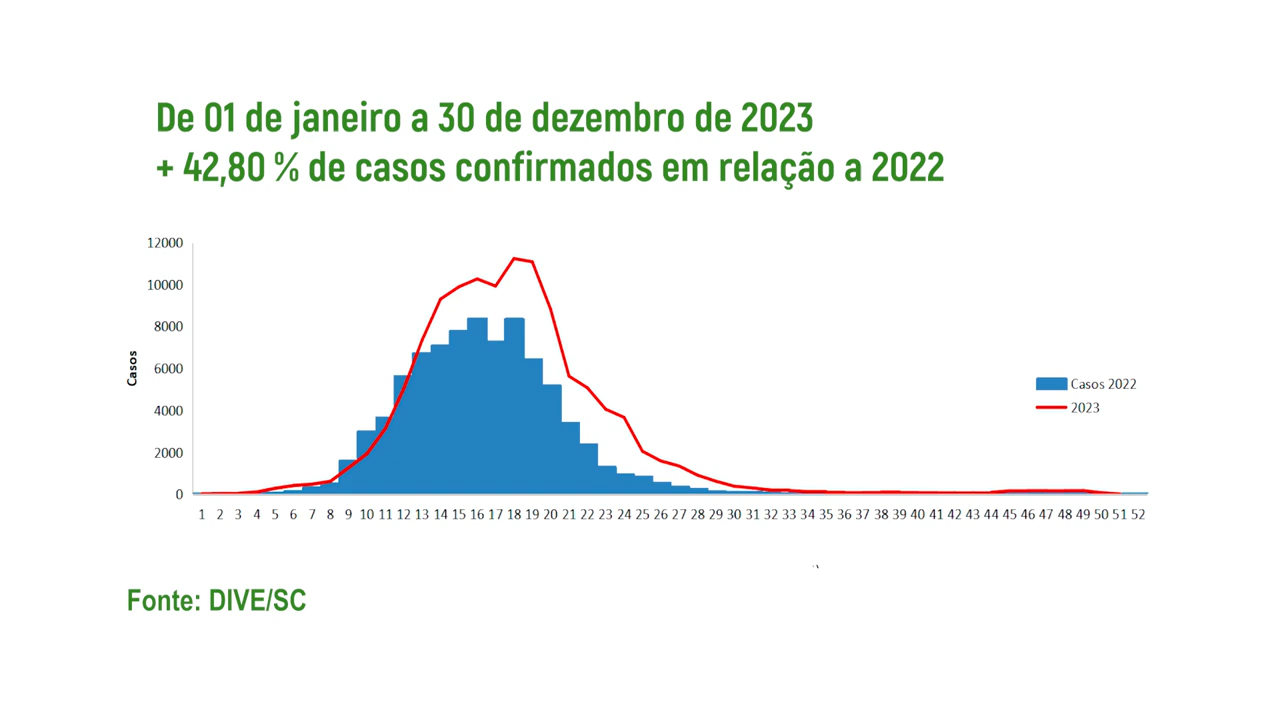 De 01 de janeiro a 30 de dezembro de 2023
+ 42,80 % de casos confirmados em relação a 2022
12000
10000
8000
6000
4000
2000
0
Casos
Casos 2022
2023
1 2 3 4 5 6 7 8 9 10 11 12 13 14 15 16 17 18 19 20 21 22 23 24 25 26 27 28 29 30 31 32 33 34 35 36 37 38 39 40 41 42 43 44 45 46 47 48 49 50 51 52
Fonte: DIVE/SC